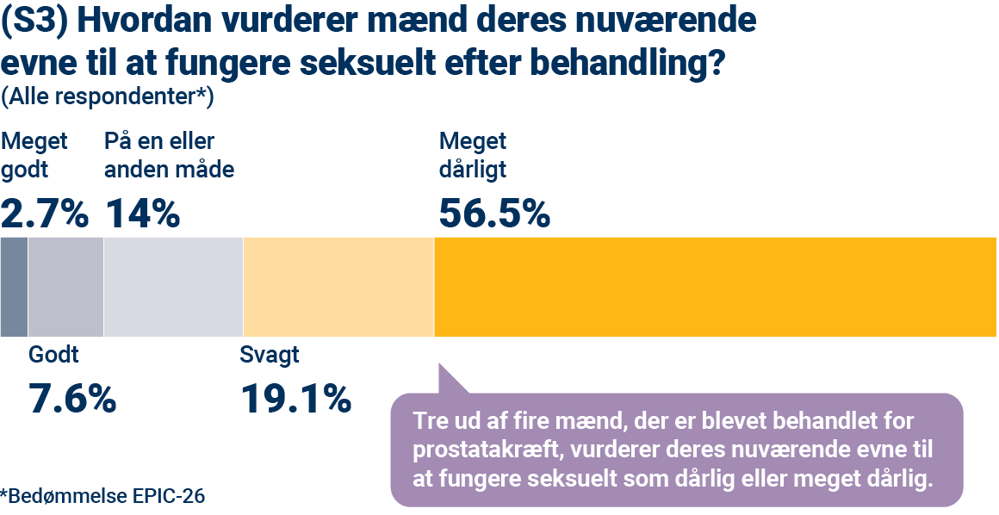 (S3) Hvordan vurderer mænd deres nuværende
evne til at fungere seksuelt efter behandling?
(Alle respondenter*)
Meget
godt
2.7%
På en eller
anden måde
14%
Meget
dårligt
56.5%
Godt
7.6%
Svagt
19.1%
Tre ud af fire mænd, der er blevet behandlet for
prostatakræft, vurderer deres nuværende evne til
at fungere seksuelt som dårlig eller meget dårlig.
*Bedømmelse EPIC-26